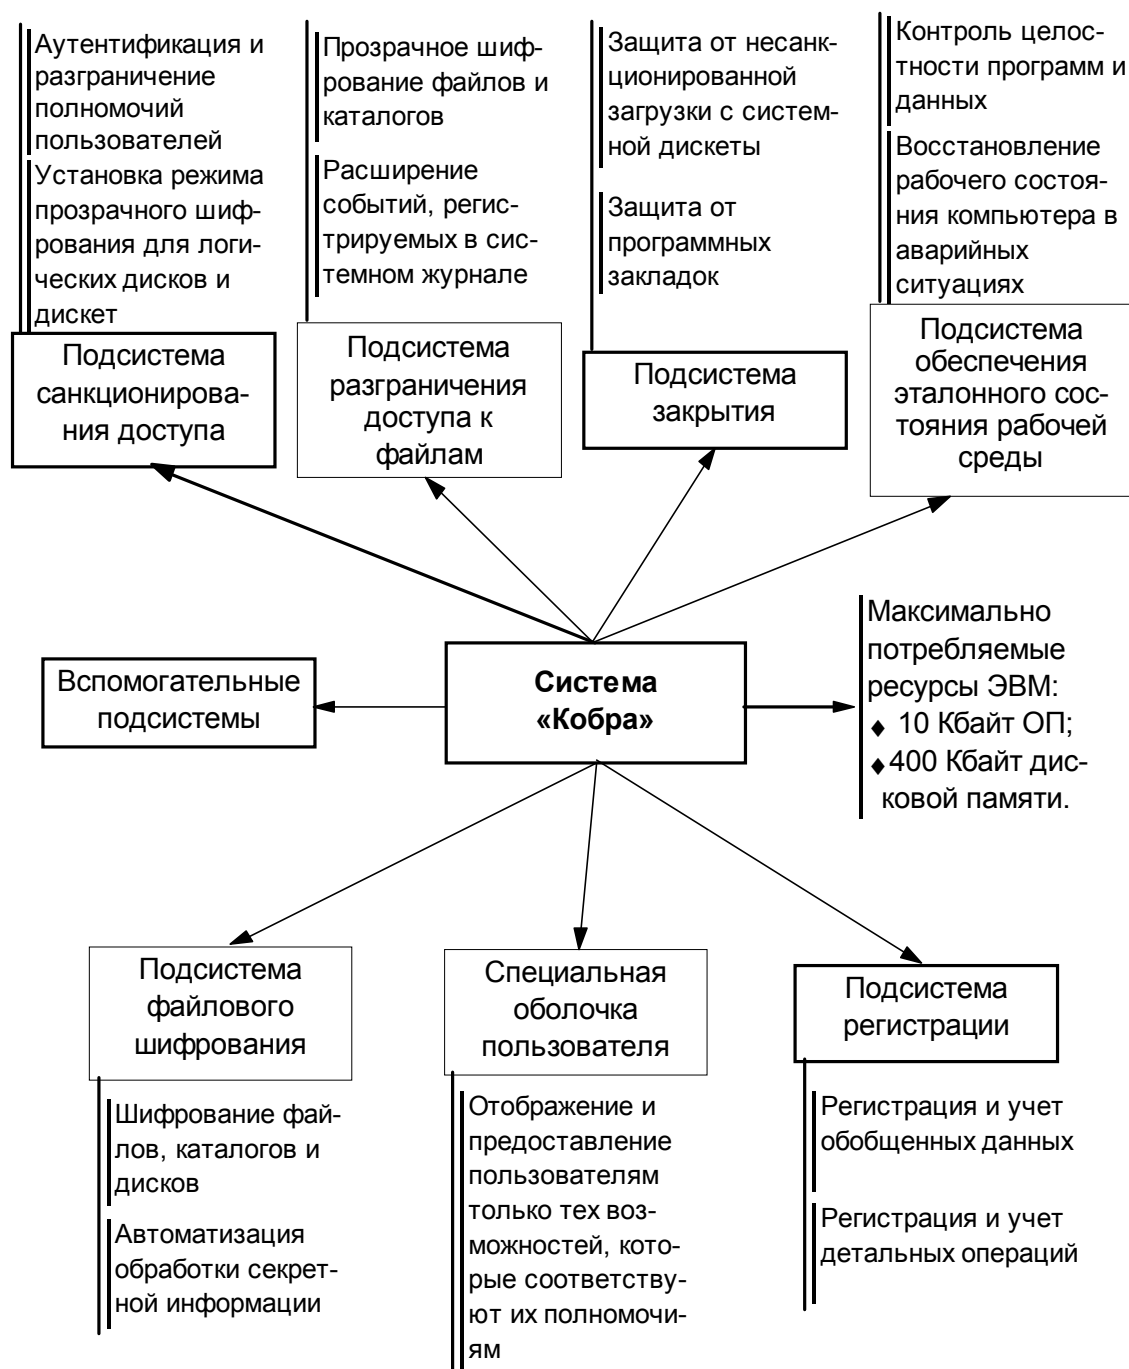 Аутентификация и
разграничение
полномочий
пользователей
Установка режима
прозрачного шиф-
рования для логи-
ческих дисков и
дискет
Подсистема
санкционирова-
ния доступа
Прозрачное шиф-
рование файлов и
каталогов
Расширение
событий, регис-
трируемых в сис-
темном журнале
Подсистема
разграничения
доступа к
файлам
Защита от несанк-
ционированной
загрузки с систем-
ной дискеты
Защита от
программных
закладок
Подсистема
закрытия
Контроль целос-
тности программ и
данных
Восстановление
рабочего состоя-
ния компьютера в
аварийных
ситуациях
Подсистема
обеспечения
эталонного сос-
тояния рабочей
среды
Вспомогательные
подсистемы
Система
«Кобра»
Максимально
потребляемые
ресурсы ЭВМ:
♦ 10 Кбайт ОП;
♦ 400 Кбайт дис-
ковой памяти.
Подсистема
файлового
шифрования
Шифрование фай-
лов, каталогов и
дисков
Автоматизация
обработки секрет-
ной информации
Специальная
оболочка
пользователя
Отображение и
предоставление
пользователям
только тех воз-
можностей, кото-
рые соответству-
ют их полномочи-
ям
Подсистема
регистрации
Регистрация и учет
обобщенных данных
Регистрация и учет
детальных операций